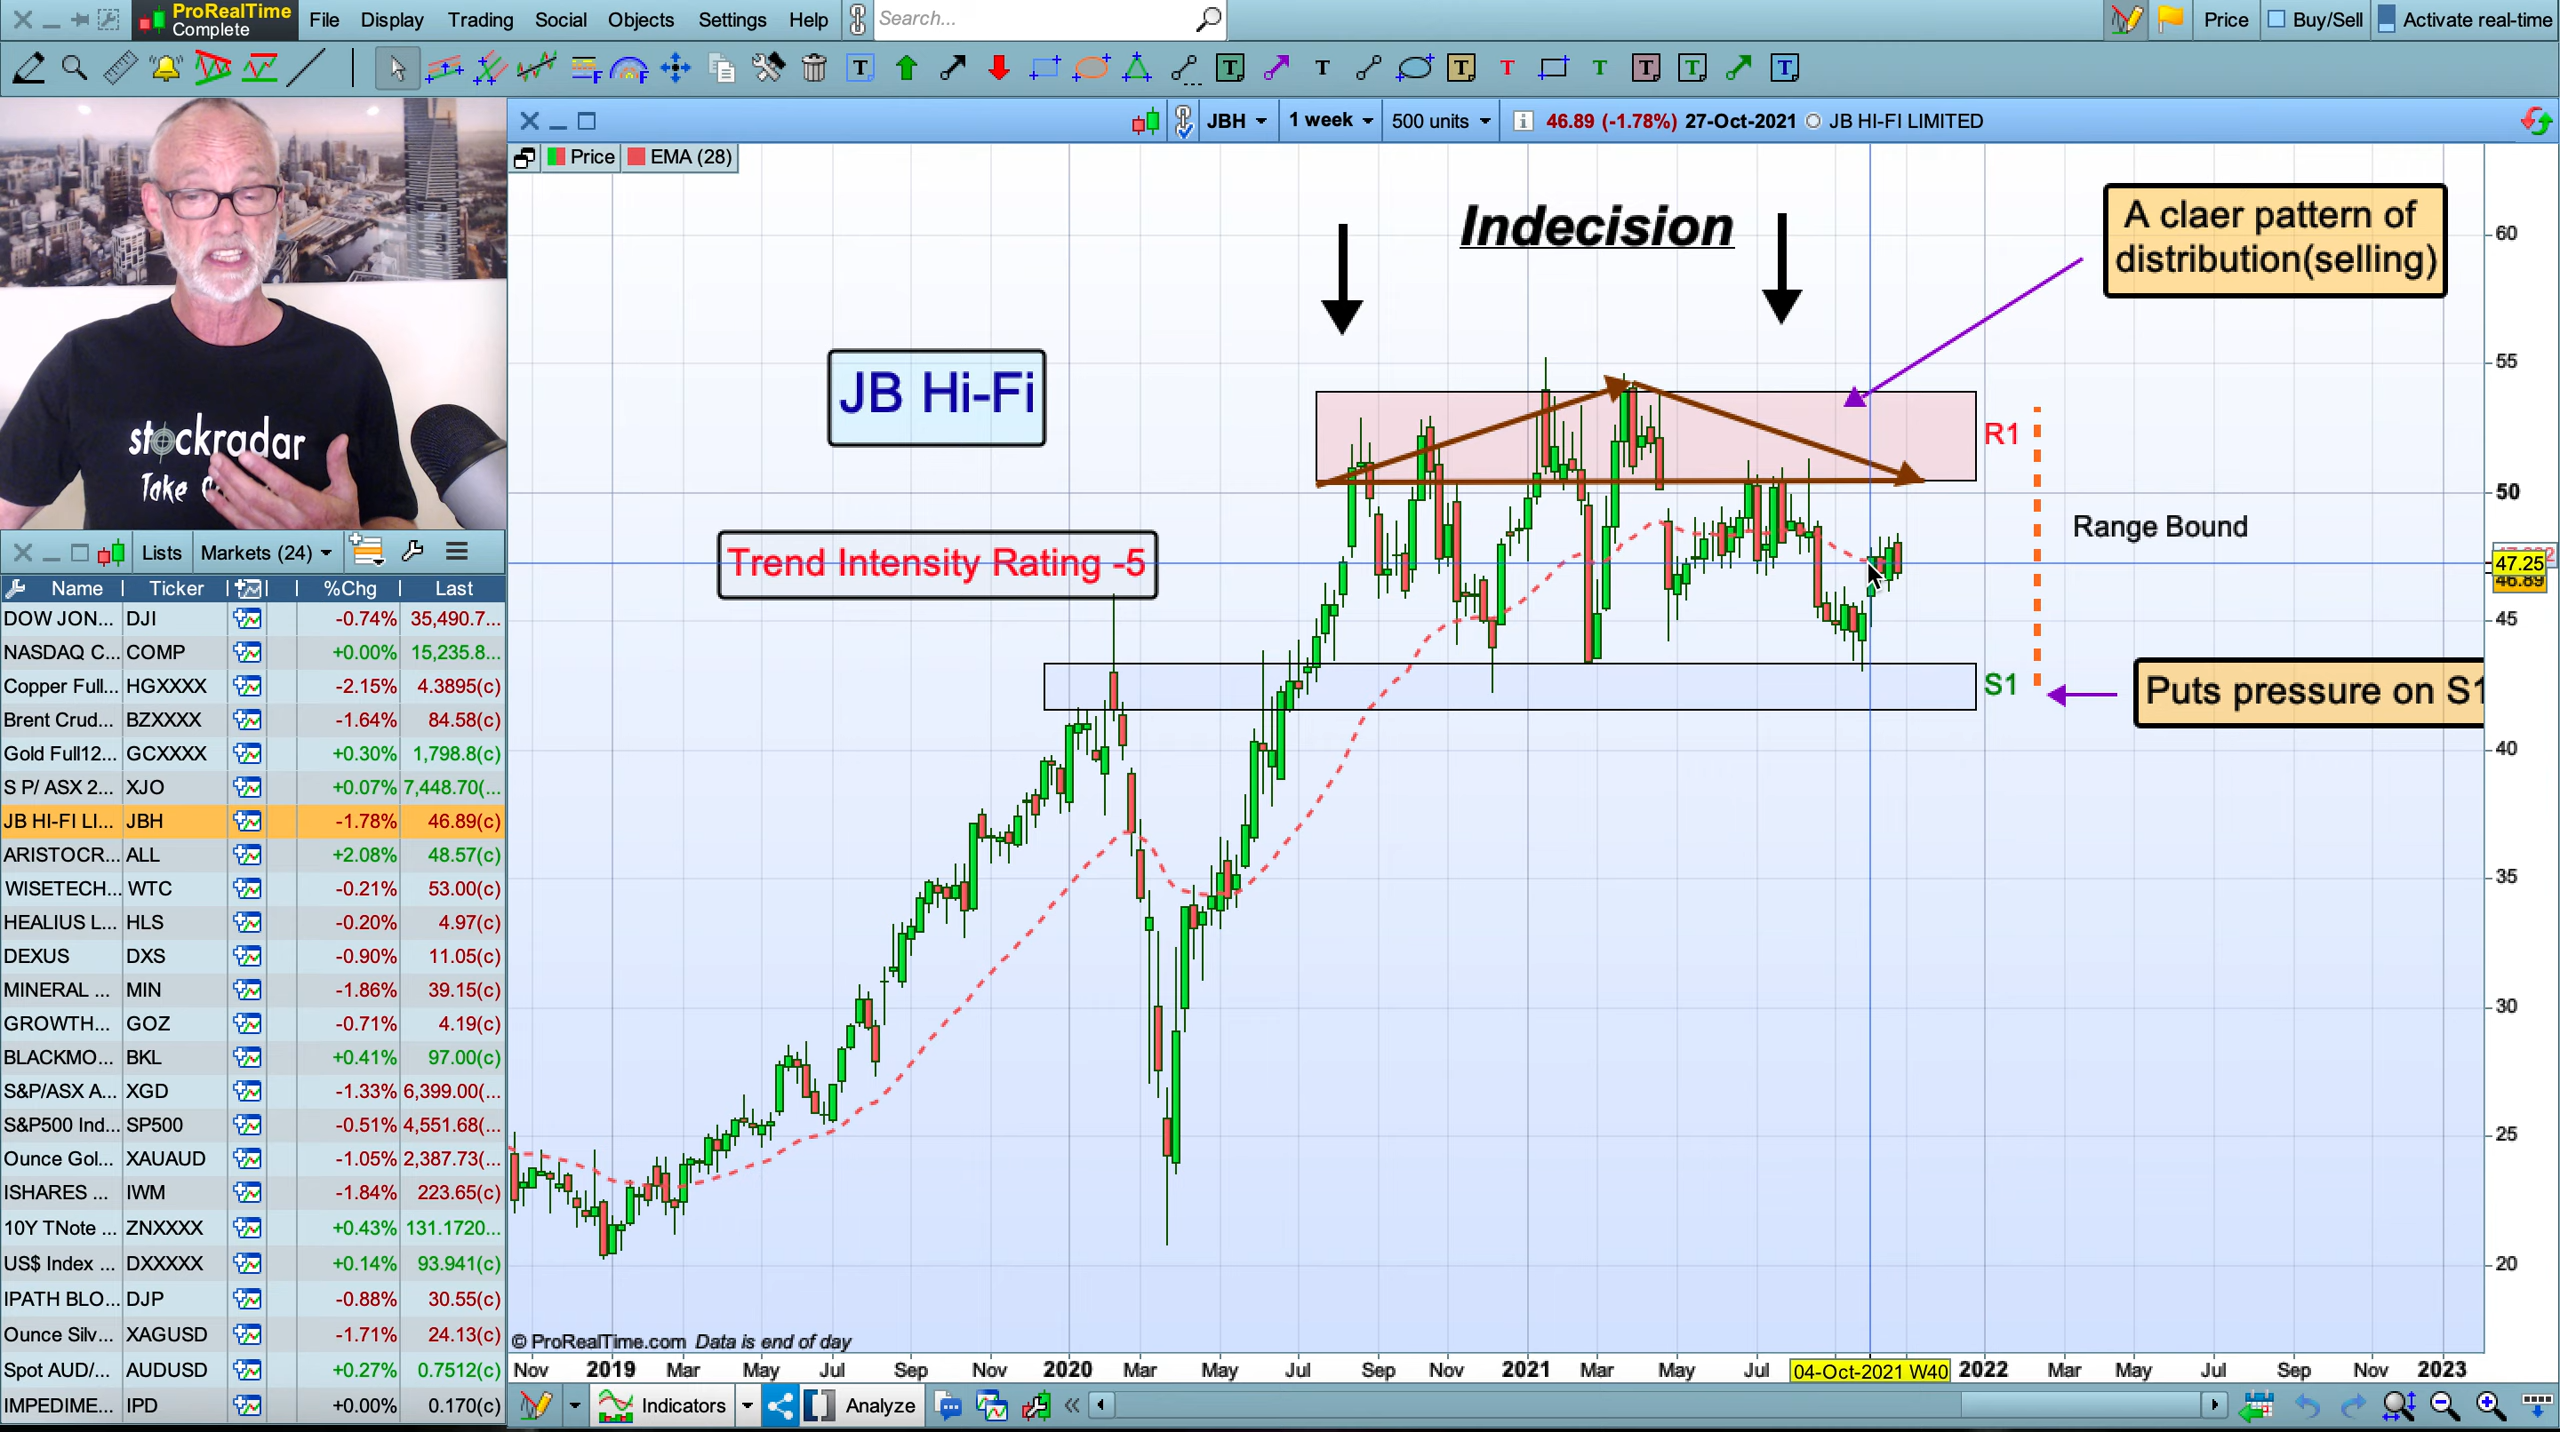 ProRealTime
Complete
File Display Trading Social Objects Settings Help
Search...
Price Buy/Sell Activate real-time
JBH 1 week 500 units 46.89 (-1.78%) 27-Oct-2021 JB HI-FI LIMITED
Price EMA (28)
Indecision
A claer pattern of
distribution(selling)
JB Hi-Fi
R1
Trend Intensity Rating -5
Range Bound
S1
Puts pressure on S1
60
55
50
47.25
46.89
45
40
35
30
25
20
stockradar
Take
Lists Markets (24)
Name Ticker %Chg Last
DOW JON... DJI -0.74% 35,490.7...
NASDAQ C... COMP +0.00% 15,235.8...
Copper Full... HGXXXX -2.15% 4.3895(c)
Brent Crud... BZXXXX -1.64% 84.58(c)
Gold Full12... GCXXXX +0.30% 1,798.8(c)
S P/ ASX 2... XJO +0.07% 7,448.70(...
JB HI-FI LI... JBH -1.78% 46.89(c)
ARISTOCR... ALL +2.08% 48.57(c)
WISETECH... WTC -0.21% 53.00(c)
HEALIUS L... HLS -0.20% 4.97(c)
DEXUS DXS -0.90% 11.05(c)
MINERAL ... MIN -1.86% 39.15(c)
GROWTH... GOZ -0.71% 4.19(c)
BLACKMO... BKL +0.41% 97.00(c)
S&P/ASX A... XGD -1.33% 6,399.00(...
S&P500 Ind... SP500 -0.51% 4,551.68(...
Ounce Gol... XAUAUD -1.05% 2,387.73(...
ISHARES ... IWM -1.84% 223.65(c)
10Y TNote ... ZNXXXX +0.43% 131.1720...
US$ Index ... DXXXXX +0.14% 93.941(c)
IPATH BLO... DJP -0.88% 30.55(c)
Ounce Silv... XAGUSD -1.71% 24.13(c)
Spot AUD/... AUDUSD +0.27% 0.7512(c)
IMPEDIME... IPD +0.00% 0.170(c)
© ProRealTime.com Data is end of day
Nov 2019 Mar May Jul Sep Nov 2020 Mar May Jul Sep Nov 2021 Mar May Jul 04-Oct-2021 W40 2022 Mar May Jul Sep Nov 2023
Indicators Analyze